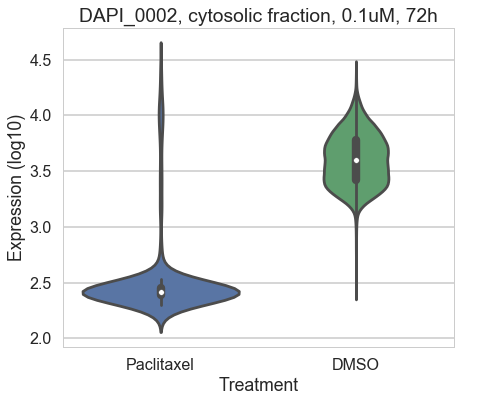 DAPI_0002, cytosolic fraction, 0.1uM, 72h
Expression (log10)
4.5
4.0
3.5
3.0
2.5
2.0
Paclitaxel
DMSO
Treatment